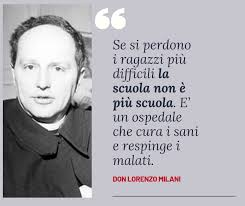 “
Se si perdono
i ragazzi più
difficili la
scuola non è
più scuola. E’
un ospedale
che cura i sani
e respinge i
malati.
DON LORENZO MILANI